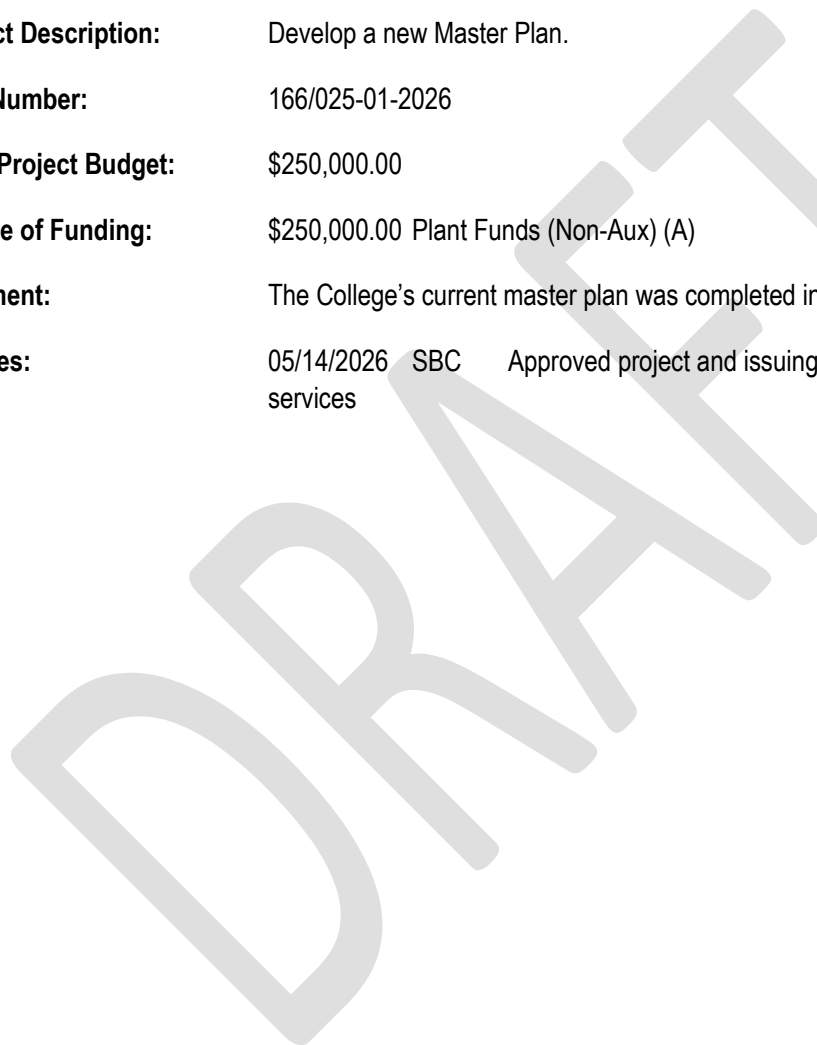 ct Description: Develop a new Master Plan.
Number: 166/025-01-2026
Project Budget: $250,000.00
e of Funding: $250,000.00 Plant Funds (Non-Aux) (A)
ment: The College’s current master plan was completed in
es: 05/14/2026 SBC Approved project and issuing
services
DRAFT